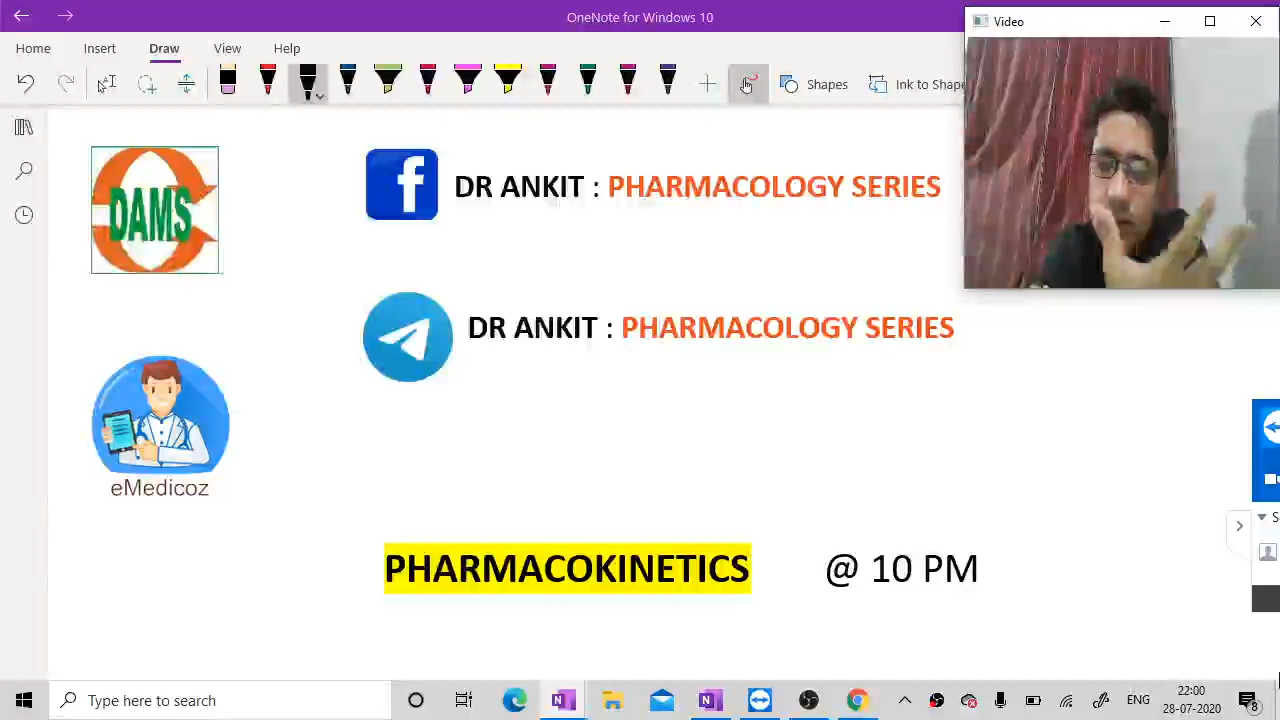 OneNote for Windows 10
Video
Home Insert Draw View Help
Shapes
Ink to Shape
DAMS
DR ANKIT : PHARMACOLOGY SERIES
DR ANKIT : PHARMACOLOGY SERIES
eMedicoz
S
PHARMACOKINETICS @ 10 PM
Type here to search
ENG
22:00
28-07-2020
8